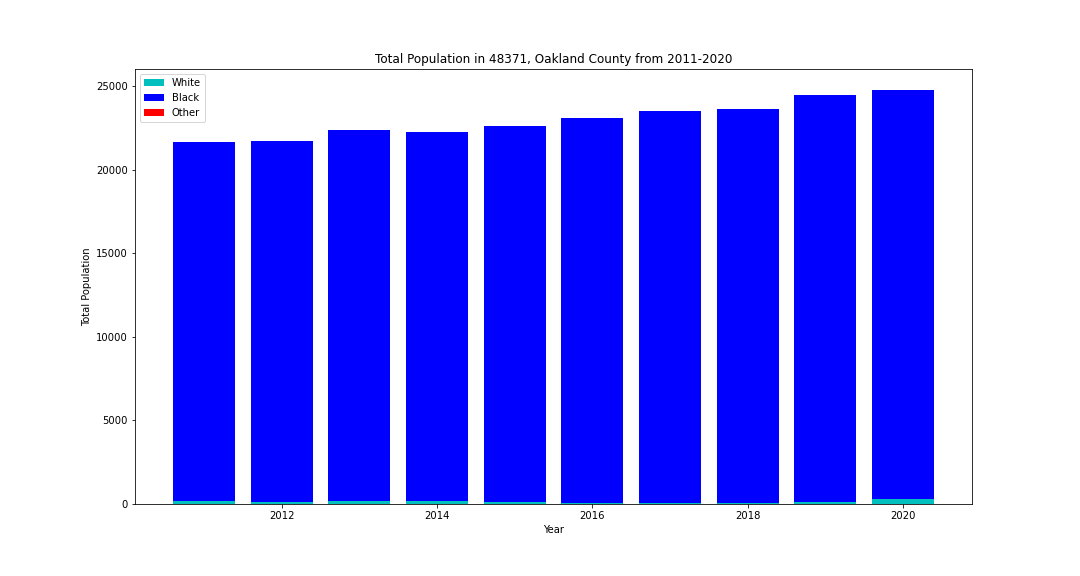 Total Population in 48371, Oakland County from 2011-2020
White
Black
Other
25000
20000
15000
10000
5000
0
Total Population
2012 2014 2016 2018 2020
Year